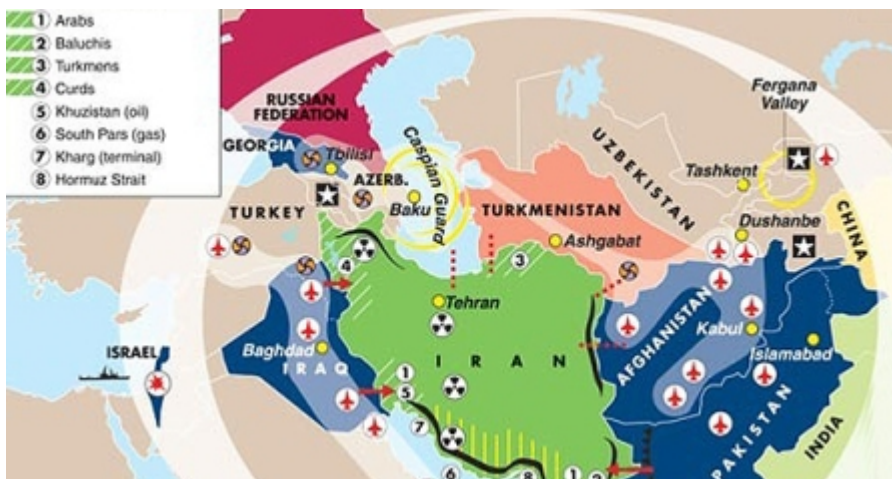 1 Arabs
2 Baluchis
3 Turkmens
4 Curds
5 Khuzistan (oil)
6 South Pars (gas)
7 Kharg (terminal)
8 Hormuz Strait
RUSSIAN
FEDERATION
GEORGIA
Tbilisi
AZERB.
Baku
Caspian Guard
TURKEY
TURKMENISTAN
Ashgabat
UZBEKISTAN
Fergana
Valley
Tashkent
Dushanbe
CHINA
4
3
Tehran
IRAN
ISRAEL
Baghdad
IRAQ
AFGHANISTAN
Kabul
Islamabad
1
5
7
6
8
1
2
PAKISTAN
INDIA